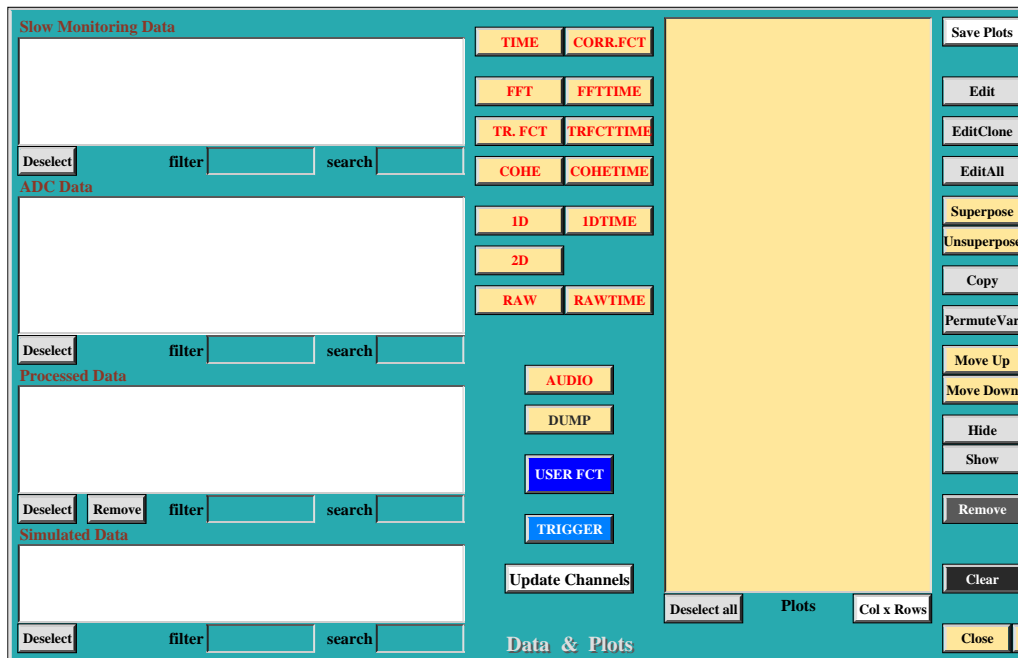 Slow Monitoring Data
Deselect filter search
ADC Data
Deselect filter search
Processed Data
Deselect Remove filter search
Simulated Data
Deselect filter search
TIME CORR.FCT
FFT FFTTIME
TR. FCT TRFCTTIME
COHE COHETIME
1D 1DTIME
2D
RAW RAWTIME
AUDIO
DUMP
USER FCT
TRIGGER
Update Channels
Data & Plots
Deselect all Plots Col x Rows
Save Plots
Edit
EditClone
EditAll
Superpose
Unsuperpose
Copy
PermuteVar
Move Up
Move Down
Hide
Show
Remove
Clear
Close